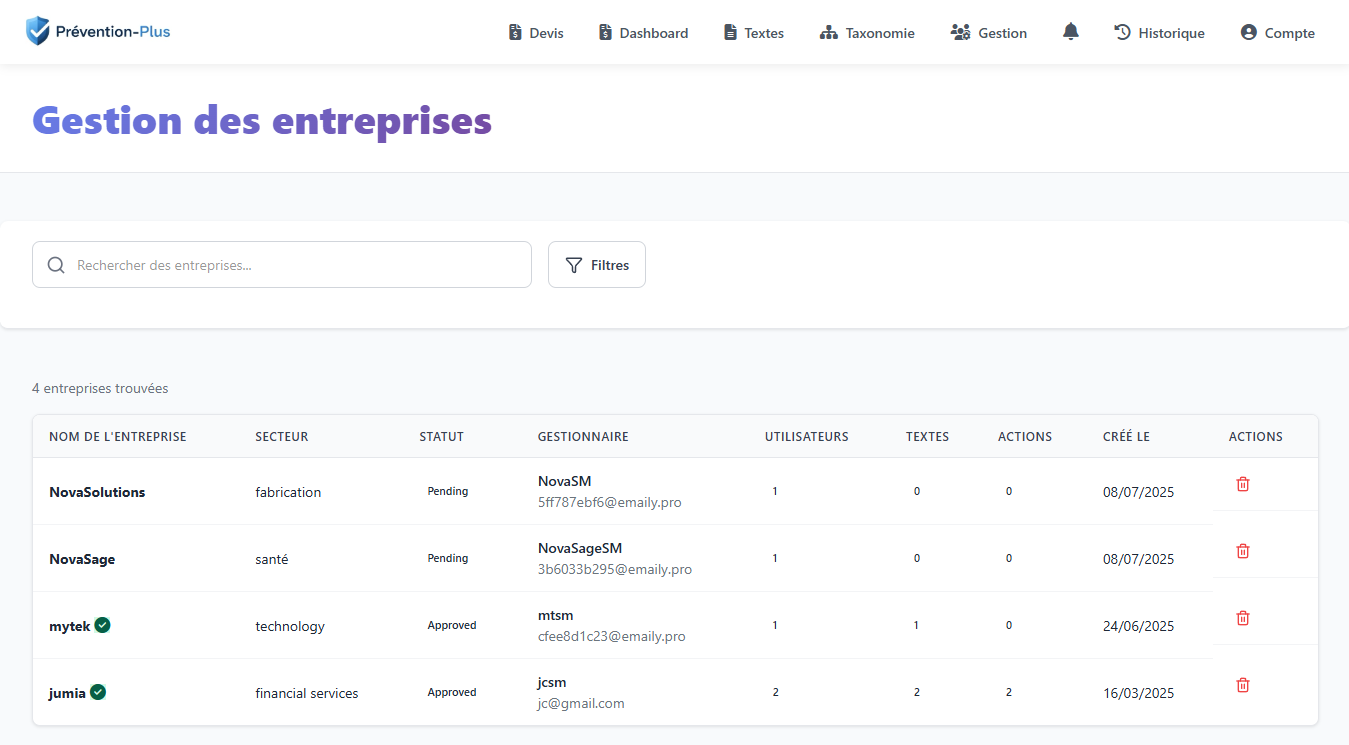 Prévention-Plus
Devis Dashboard Textes Taxonomie Gestion Historique Compte
Gestion des entreprises
Rechercher des entreprises...
Filtres
4 entreprises trouvées
NOM DE L'ENTREPRISE SECTEUR STATUT GESTIONNAIRE UTILISATEURS TEXTES ACTIONS CRÉÉ LE ACTIONS
NovaSolutions fabrication Pending NovaSM 1 0 0 08/07/2025
5ff787ebf6@emaily.pro
NovaSage santé Pending NovaSageSM 1 0 0 08/07/2025
3b6033b295@emaily.pro
mytek technology Approved mtsm 1 1 0 24/06/2025
cfee8d1c23@emaily.pro
jumia financial services Approved jcsm 2 2 2 16/03/2025
jc@gmail.com